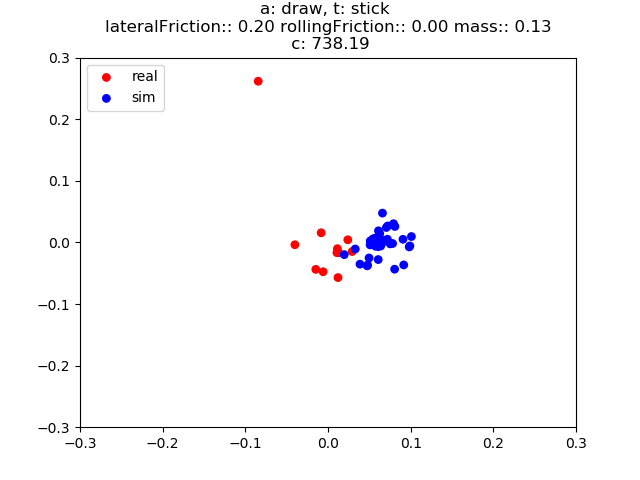 a: draw, t: stick
lateralFriction:: 0.20 rollingFriction:: 0.00 mass:: 0.13
c: 738.19
real
sim
0.3
0.2
0.1
0.0
−0.1
−0.2
−0.3
−0.3
−0.2
−0.1
0.0
0.1
0.2
0.3